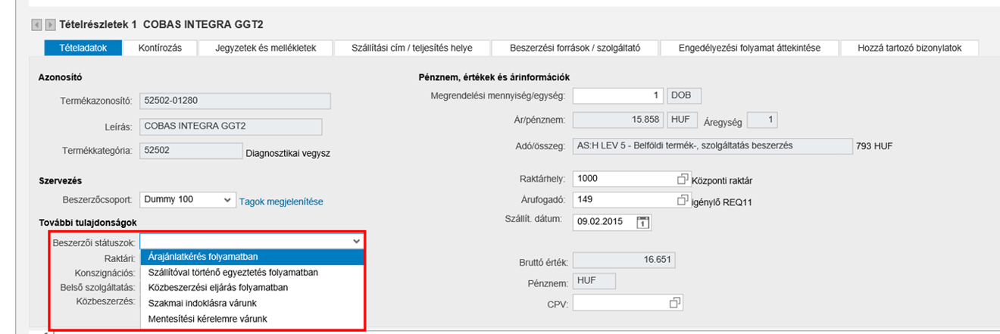 Tételrészletek 1 COBAS INTEGRA GGT2
Tételadatok Kontírozás Jegyzetek és mellékletek Szállítási cím / teljesítés helye Beszerzési források / szolgáltató Engedélyezési folyamat áttekintése Hozzá tartozó bizonylatok
Azonosító
Termékazonosító: 52502-01280
Leírás: COBAS INTEGRA GGT2
Termékkategória: 52502 Diagnosztikai vegysz
Szervezés
Beszerzőcsoport: Dummy 100 Tagok megjelenítése
További tulajdonságok
Beszerzői státuszok:
Raktári: Árajánlatkérés folyamatban
Konszignációs: Szállítóval történő egyeztetés folyamatban
Belső szolgáltatás: Közbeszerzési eljárás folyamatban
Közbeszerzés: Szakmai indoklásra várunk
Mentesítési kérelemre várunk
Pénznem, értékek és árinformációk
Megrendelési mennyiség/egység: 1 DOB
Ár/pénznem: 15.858 HUF Áregység 1
Adó/összeg: AS:H LEV 5 - Belföldi termék-, szolgáltatás beszerzés 793 HUF
Raktárhely: 1000 Központi raktár
Árufogadó: 149 igénylő REQ11
Szállít. dátum: 09.02.2015
Bruttó érték: 16.651
Pénznem: HUF
CPV: